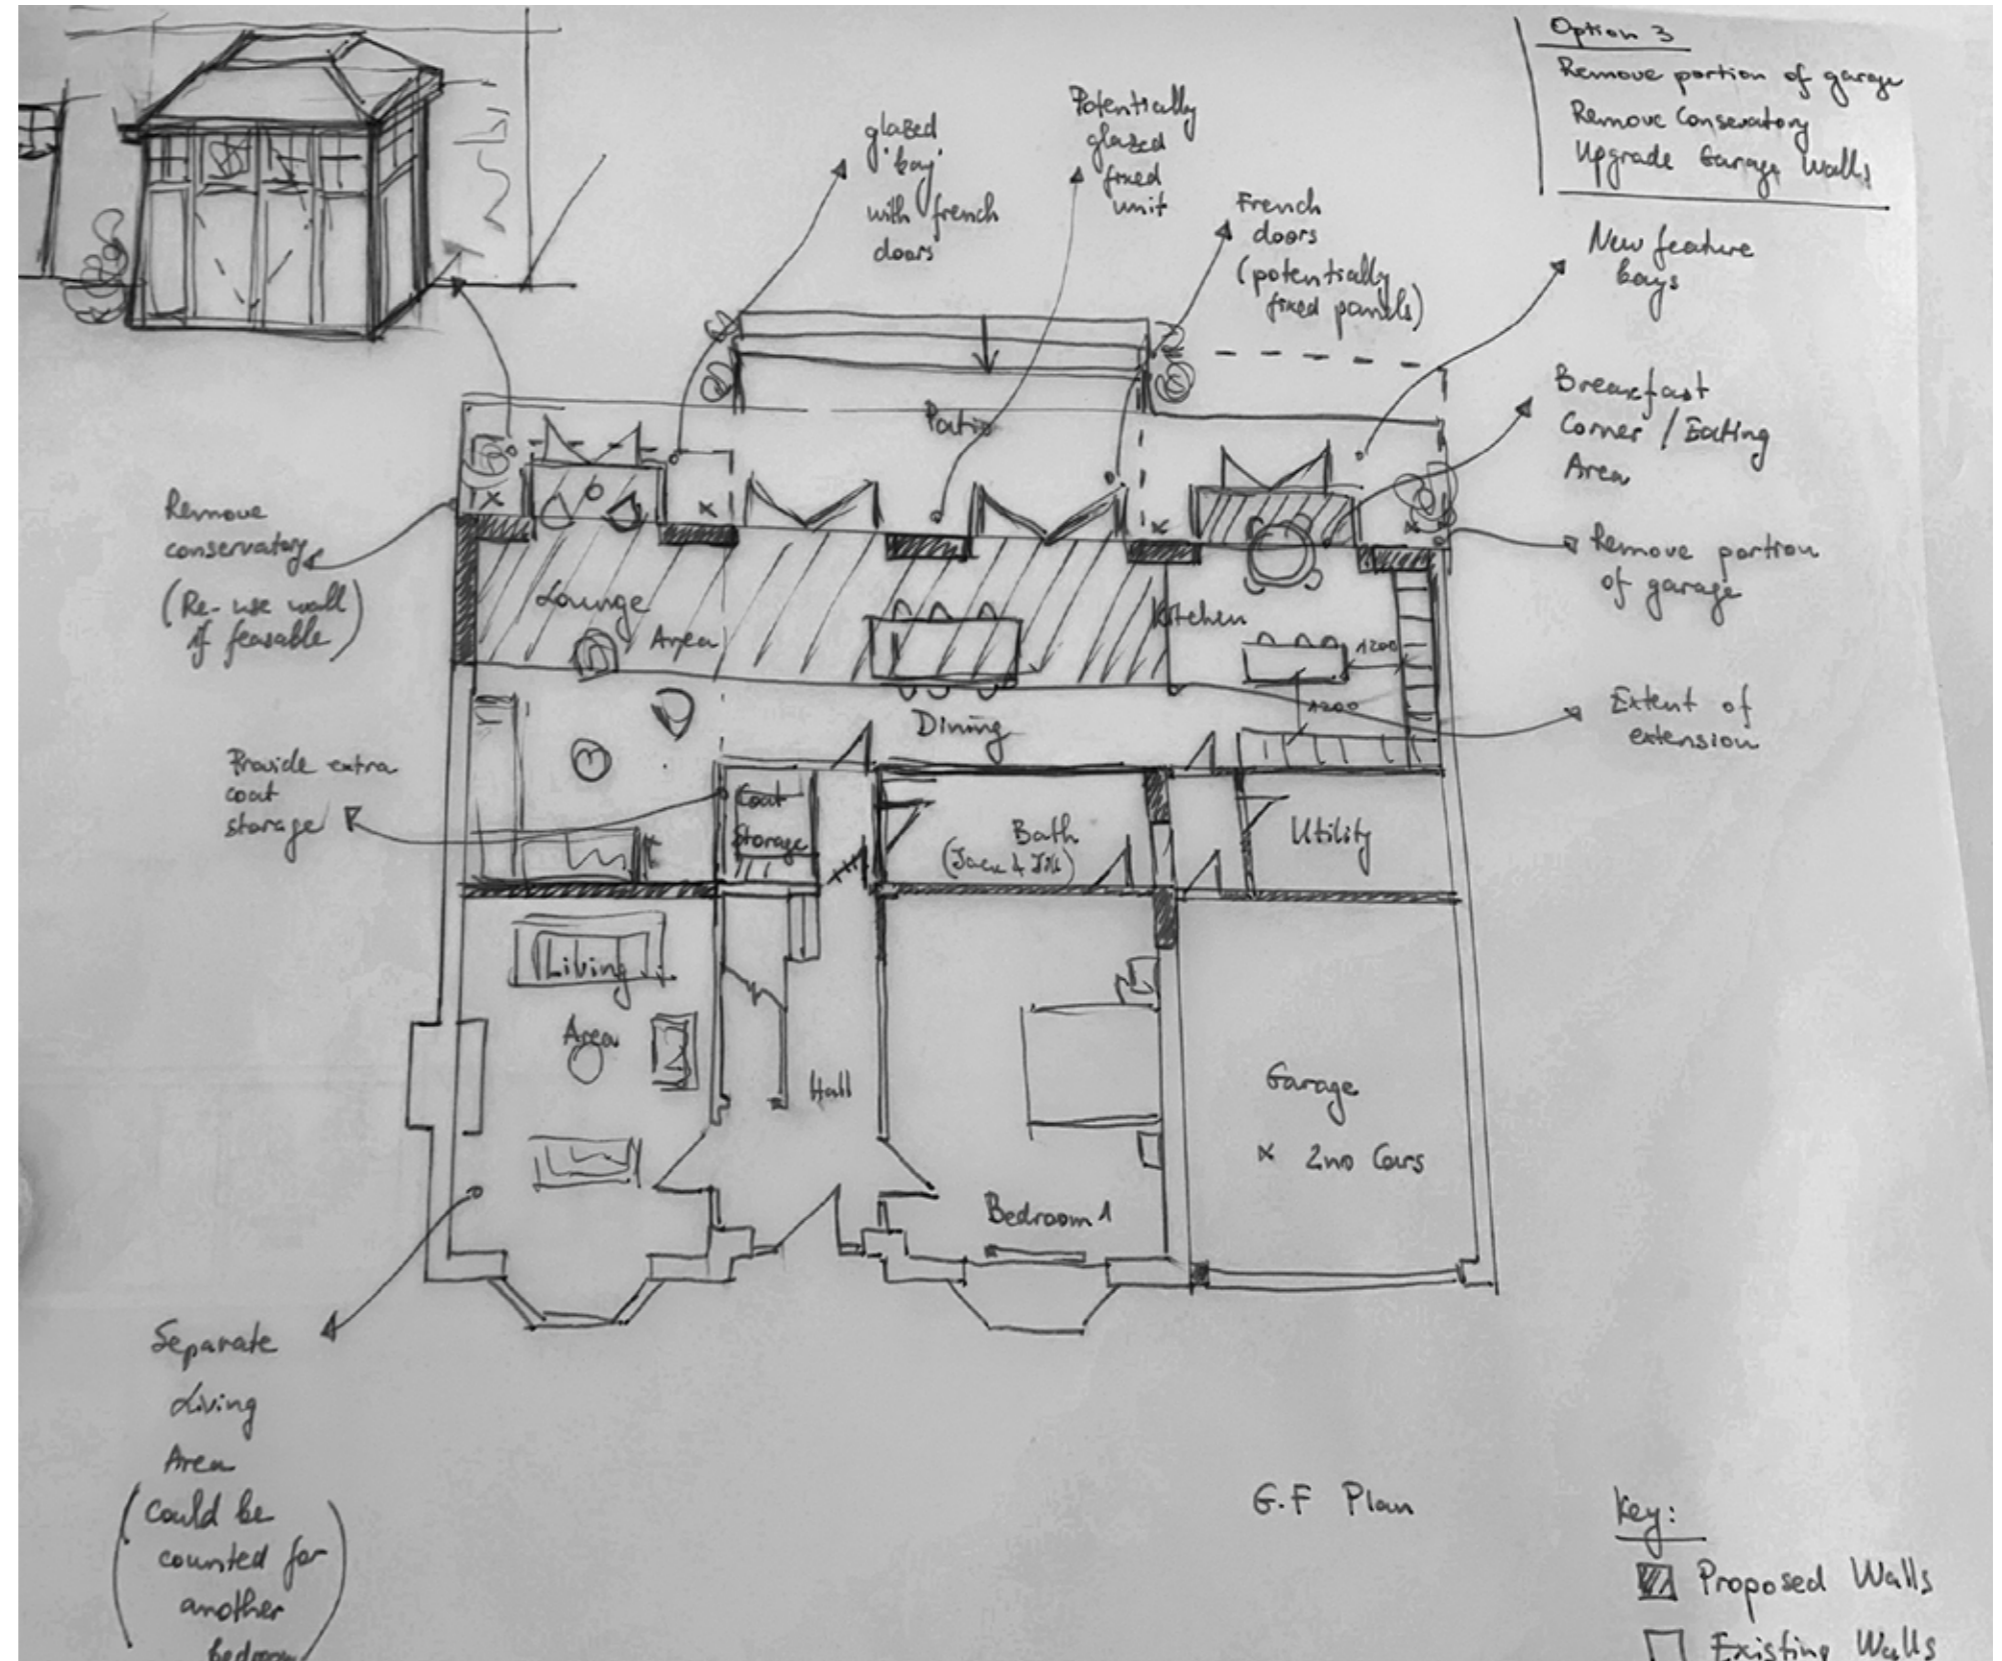 Option 3
Remove portion of garage
Remove Conservatory
Upgrade Garage Walls
glazed
'bay'
with french
doors
Potentially
glazed
fixed
unit
French
doors
(potentially
fixed panels)
New feature
bays
Breakfast
Corner / Eating
Area
Remove portion
of garage
Extent of
extension
Remove
conservatory
(Re-use wall
if feasable)
Provide extra
coat
storage
Patio
Lounge
Area
Kitchen
1200
1200
Dining
Coat
Storage
Bath
(Jack & Jill)
Utility
Living
Area
Hall
Bedroom 1
Garage
x 2no Cars
Separate
Living
Area
(Could be
counted for
another
bedroom
G.F Plan
Key:
Proposed Walls
Existing Walls